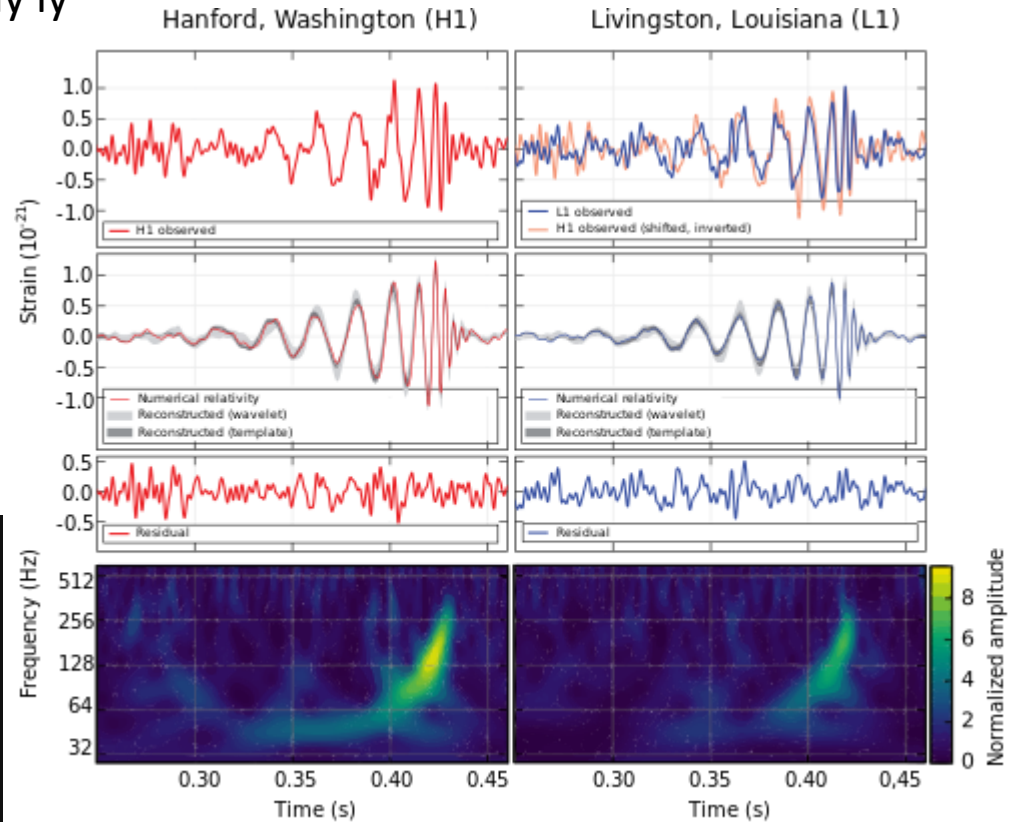 Hanford, Washington (H1)
Livingston, Louisiana (L1)
Strain (10-21)
1.0
0.5
0.0
-0.5
-1.0
H1 observed
L1 observed
H1 observed (shifted, inverted)
1.0
0.5
0.0
-0.5
-1.0
Numerical relativity
Reconstructed (wavelet)
Reconstructed (template)
Numerical relativity
Reconstructed (wavelet)
Reconstructed (template)
0.5
0.0
-0.5
Residual
Residual
Frequency (Hz)
512
256
128
64
32
0.30 0.35 0.40 0.45
Time (s)
0.30 0.35 0.40 0,45
Time (s)
8
6
4
2
0
Normalized amplitude